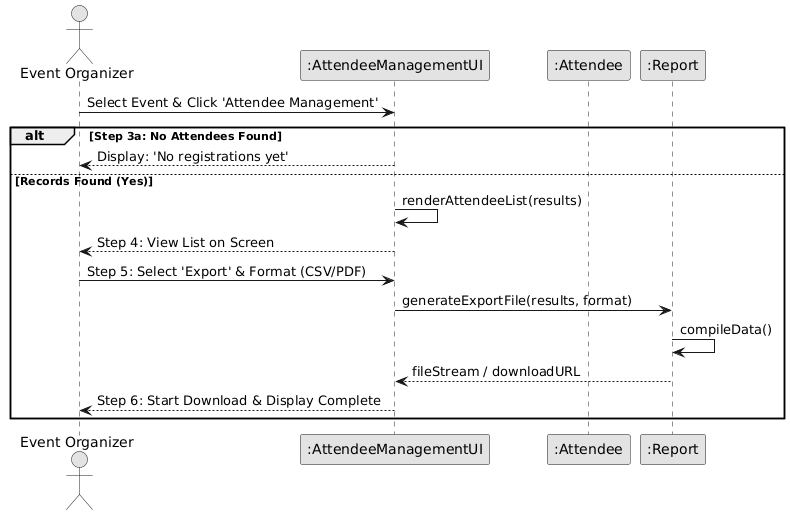 Event Organizer
:AttendeeManagementUI
:Attendee
:Report
Select Event & Click 'Attendee Management'
alt
[Step 3a: No Attendees Found]
Display: 'No registrations yet'
[Records Found (Yes)]
renderAttendeeList(results)
Step 4: View List on Screen
Step 5: Select 'Export' & Format (CSV/PDF)
generateExportFile(results, format)
compileData()
fileStream / downloadURL
Step 6: Start Download & Display Complete
Event Organizer
:AttendeeManagementUI
:Attendee
:Report